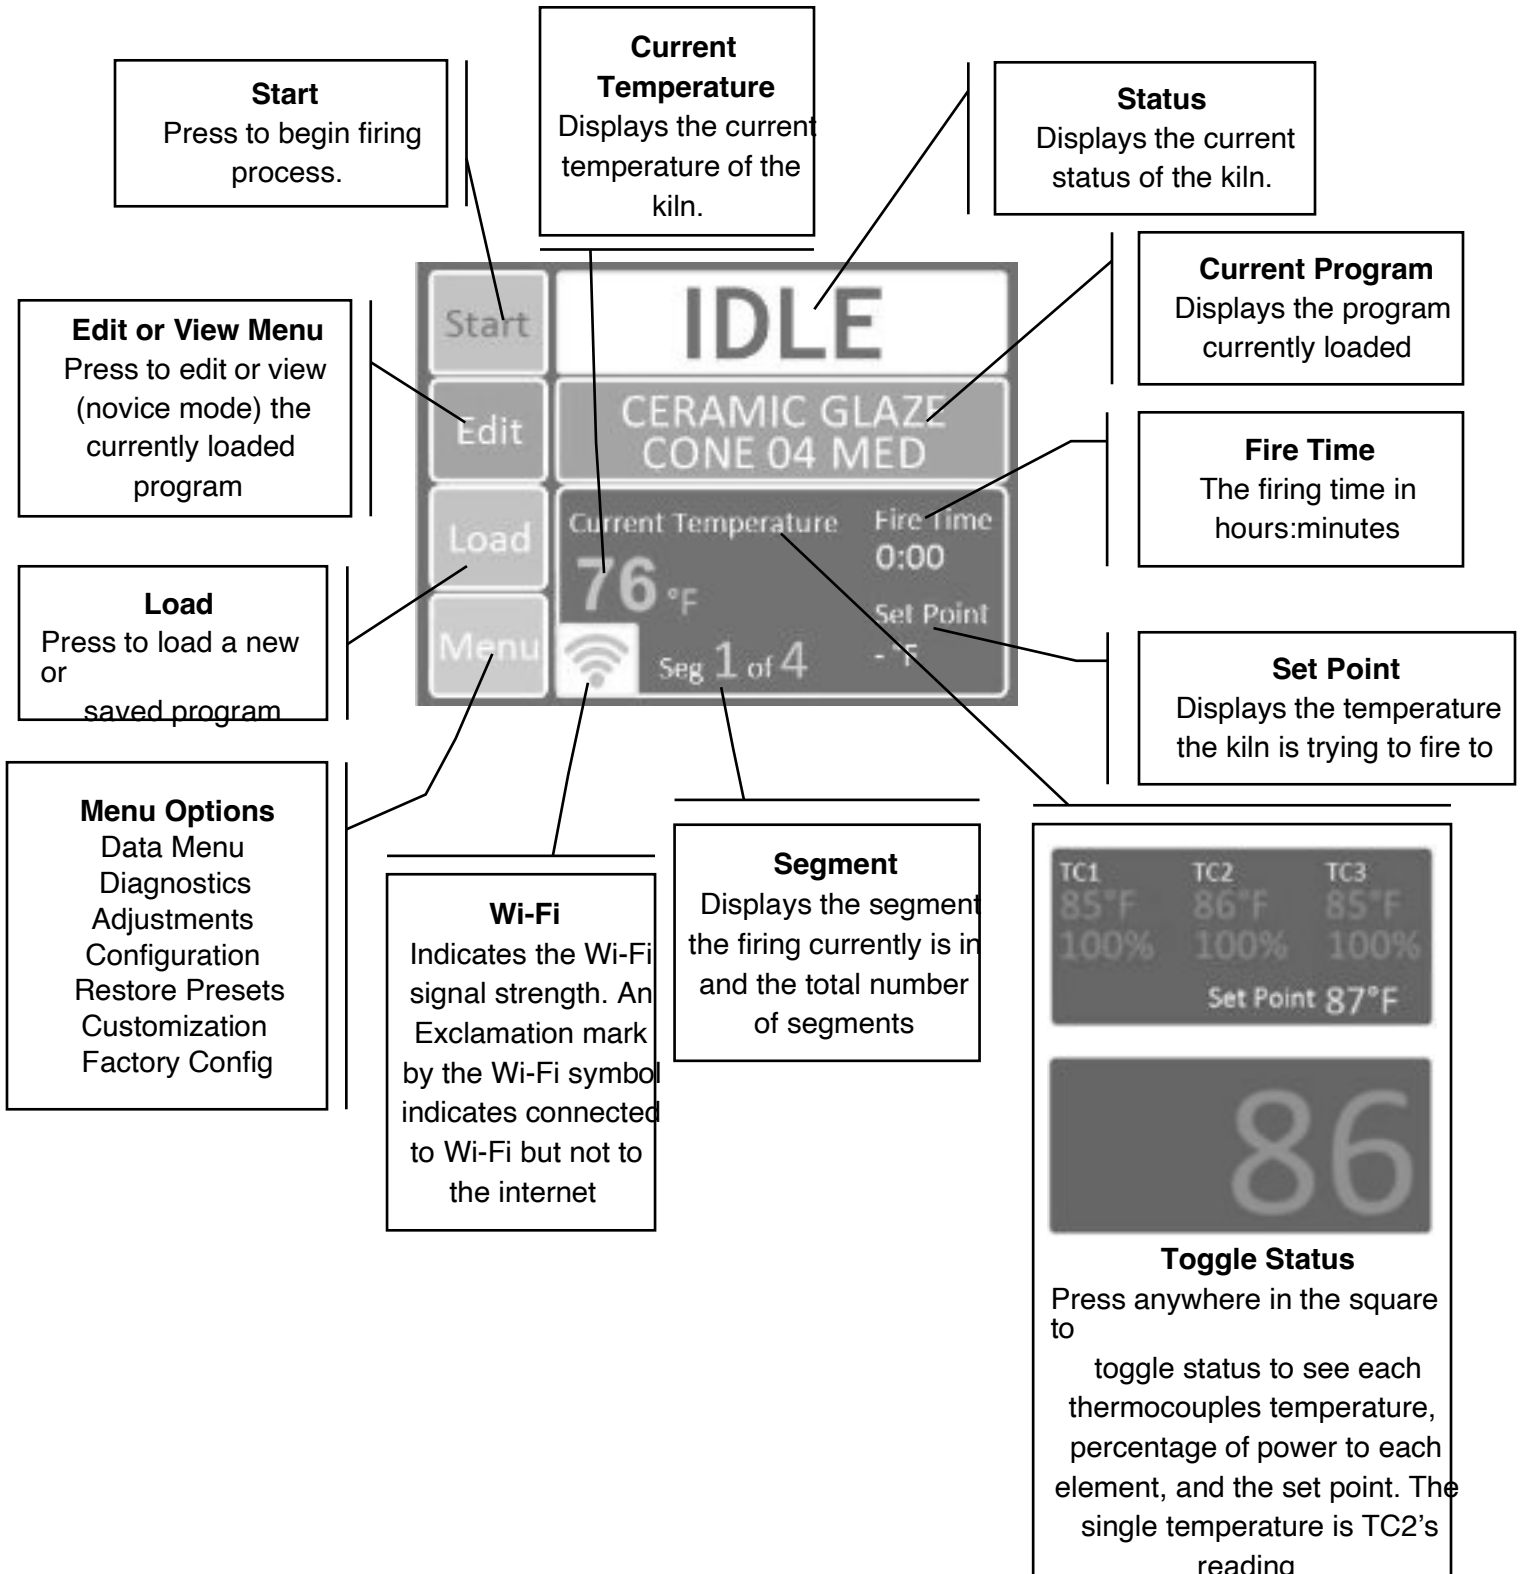 Current
Temperature
Displays the current
temperature of the
kiln.
Start
Press to begin firing
process.
Status
Displays the current
status of the kiln.
Current Program
Displays the program
currently loaded
Edit or View Menu
Press to edit or view
(novice mode) the
currently loaded
program
Start
IDLE
Edit
CERAMIC GLAZE
CONE 04 MED
Load
Current Temperature
76 °F
Fire Time
0:00
Set Point
- °F
Menu
Seg 1 of 4
Fire Time
The firing time in
hours:minutes
Load
Press to load a new
or
saved program
Set Point
Displays the temperature
the kiln is trying to fire to
Menu Options
Data Menu
Diagnostics
Adjustments
Configuration
Restore Presets
Customization
Factory Config
Wi-Fi
Indicates the Wi-Fi
signal strength. An
Exclamation mark
by the Wi-Fi symbol
indicates connected
to Wi-Fi but not to
the internet
Segment
Displays the segment
the firing currently is in
and the total number
of segments
TC1 TC2 TC3
85°F 86°F 85°F
100% 100% 100%
Set Point 87°F
86
Toggle Status
Press anywhere in the square
to
toggle status to see each
thermocouples temperature,
percentage of power to each
element, and the set point. The
single temperature is TC2's
reading